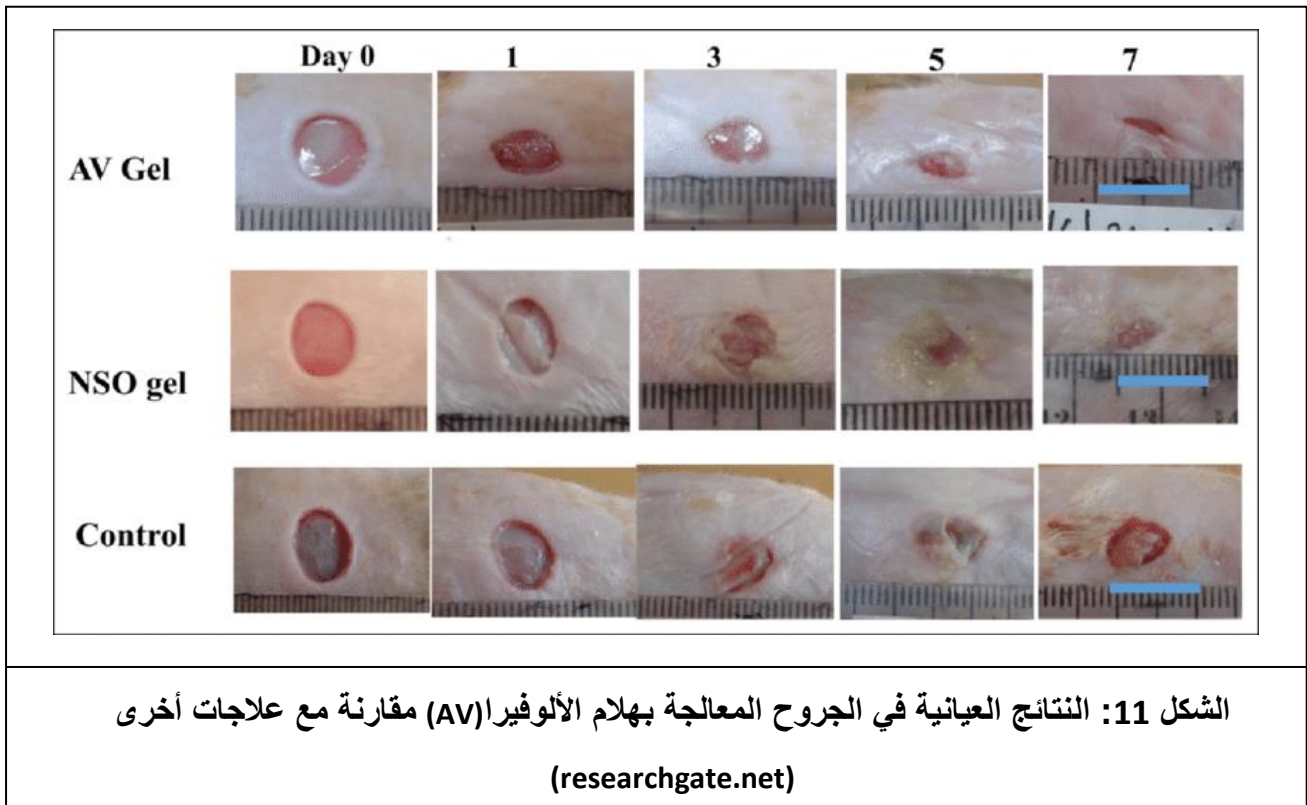 Day 0 1 3 5 7
AV Gel
NSO gel
Control
الشكل 11: النتائج العيانية في الجروح المعالجة بهلام الألوفيرا(AV) مقارنة مع علاجات أخرى
(researchgate.net)